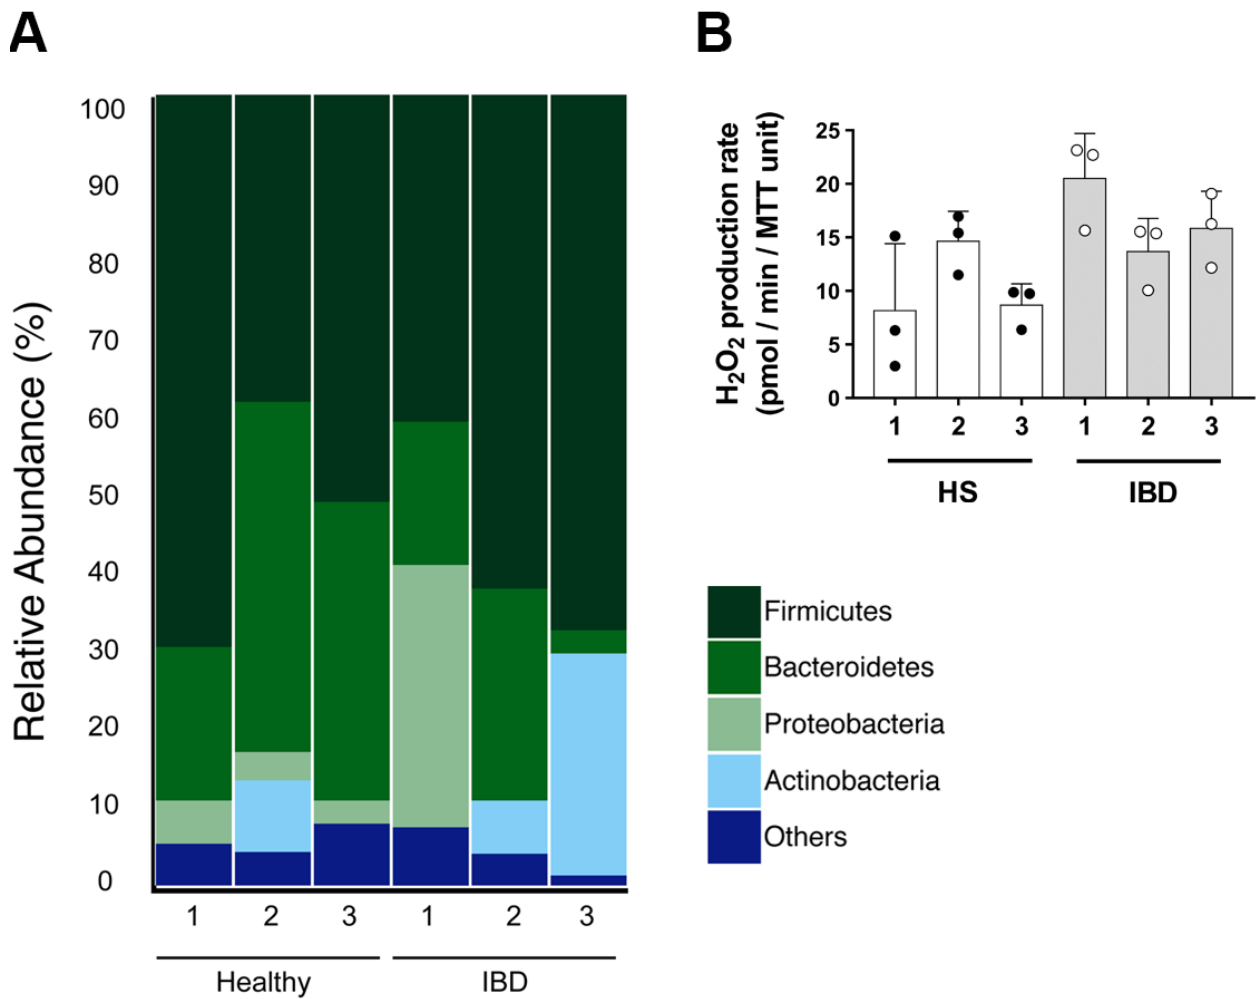 A
Relative Abundance (%)
100
90
80
70
60
50
40
30
20
10
0
1 2 3 1 2 3
Healthy IBD
B
H₂O₂ production rate
(pmol / min / MTT unit)
25
20
15
10
5
0
1 2 3 1 2 3
HS IBD
Firmicutes
Bacteroidetes
Proteobacteria
Actinobacteria
Others